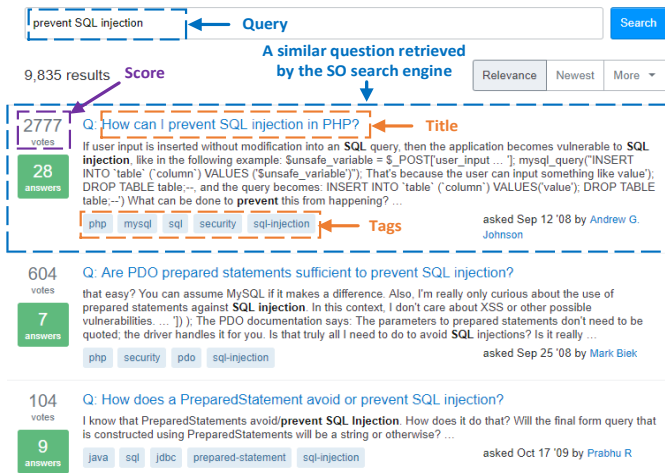 prevent SQL injection
Query
Search
A similar question retrieved
by the SO search engine
9,835 results
Score
Relevance Newest More
2777
votes
28
answers
Q: How can I prevent SQL injection in PHP?
Title
If user input is inserted without modification into an SQL query, then the application becomes vulnerable to SQL
injection, like in the following example: $unsafe_variable = $_POST['user_input ... ']; mysql_query("INSERT
INTO `table` (`column`) VALUES ('$unsafe_variable')"); That's because the user can input something like value');
DROP TABLE table;--, and the query becomes: INSERT INTO `table` (`column`) VALUES('value'); DROP TABLE
table;--') What can be done to prevent this from happening? ...
php mysql sql security sql-injection
Tags
asked Sep 12 '08 by Andrew G.
Johnson
604
votes
7
answers
Q: Are PDO prepared statements sufficient to prevent SQL injection?
that easy? You can assume MySQL if it makes a difference. Also, I'm really only curious about the use of
prepared statements against SQL injection. In this context, I don't care about XSS or other possible
vulnerabilities. ... ']) ); The PDO documentation says: The parameters to prepared statements don't need to be
quoted; the driver handles it for you. Is that truly all I need to do to avoid SQL injections? Is it really ...
php security pdo sql-injection
asked Sep 25 '08 by Mark Biek
104
votes
9
answers
Q: How does a PreparedStatement avoid or prevent SQL injection?
I know that PreparedStatements avoid/prevent SQL Injection. How does it do that? Will the final form query that
is constructed using PreparedStatements will be a string or otherwise? ...
java sql jdbc prepared-statement sql-injection
asked Oct 17 '09 by Prabhu R